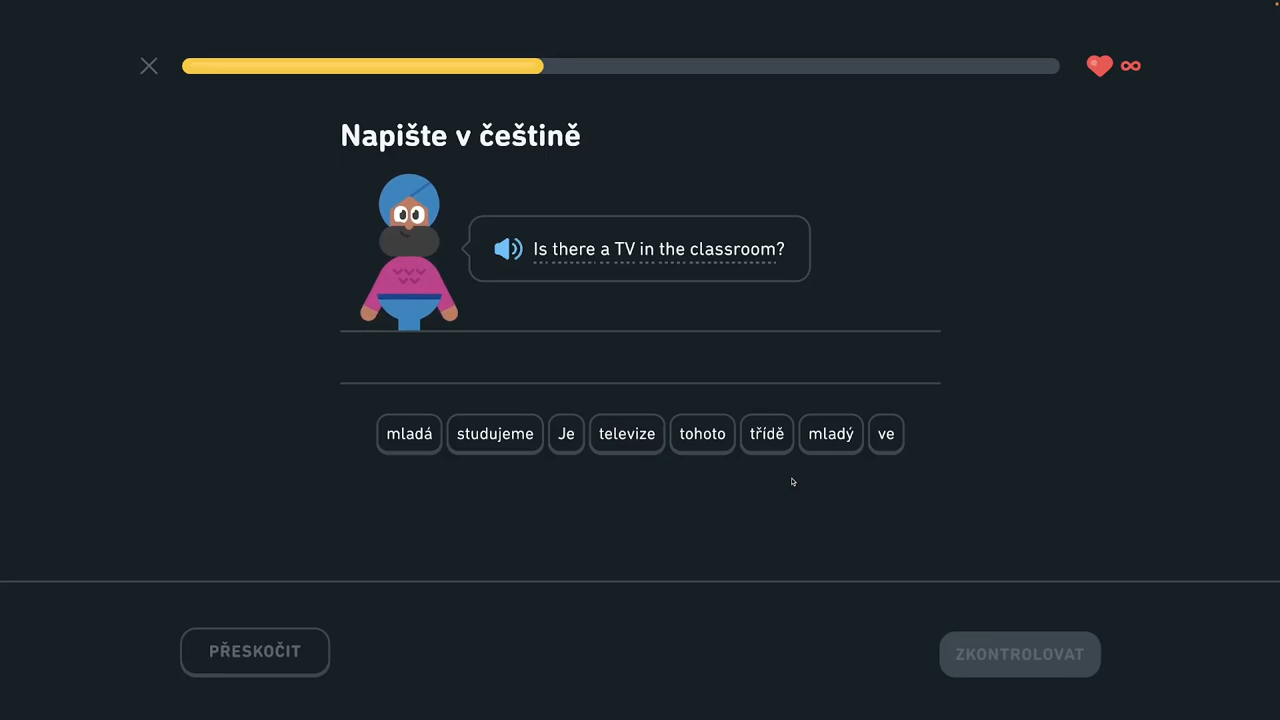 ∞
Napište v češtině
Is there a TV in the classroom?
mladá studujeme Je televize tohoto třídě mladý ve
PŘESKOČIT ZKONTROLOVAT